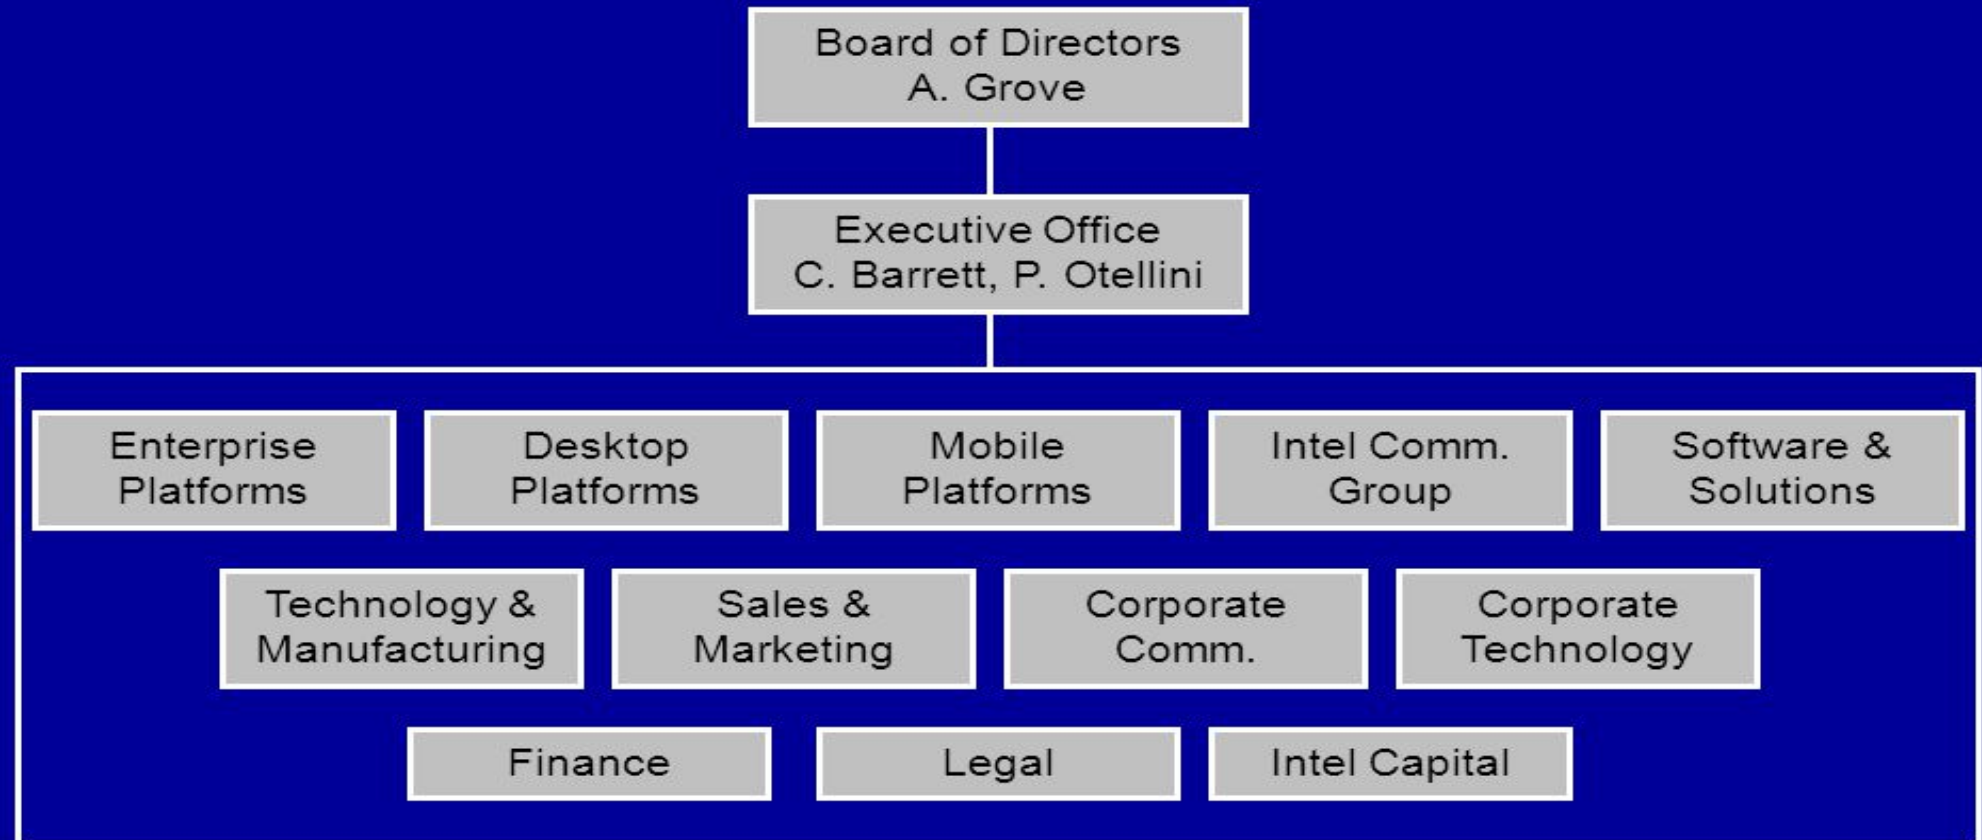 Board of Directors
A. Grove
Executive Office
C. Barrett, P. Otellini
Enterprise
Platforms
Desktop
Platforms
Mobile
Platforms
Intel Comm.
Group
Software &
Solutions
Technology &
Manufacturing
Sales &
Marketing
Corporate
Comm.
Corporate
Technology
Finance
Legal
Intel Capital